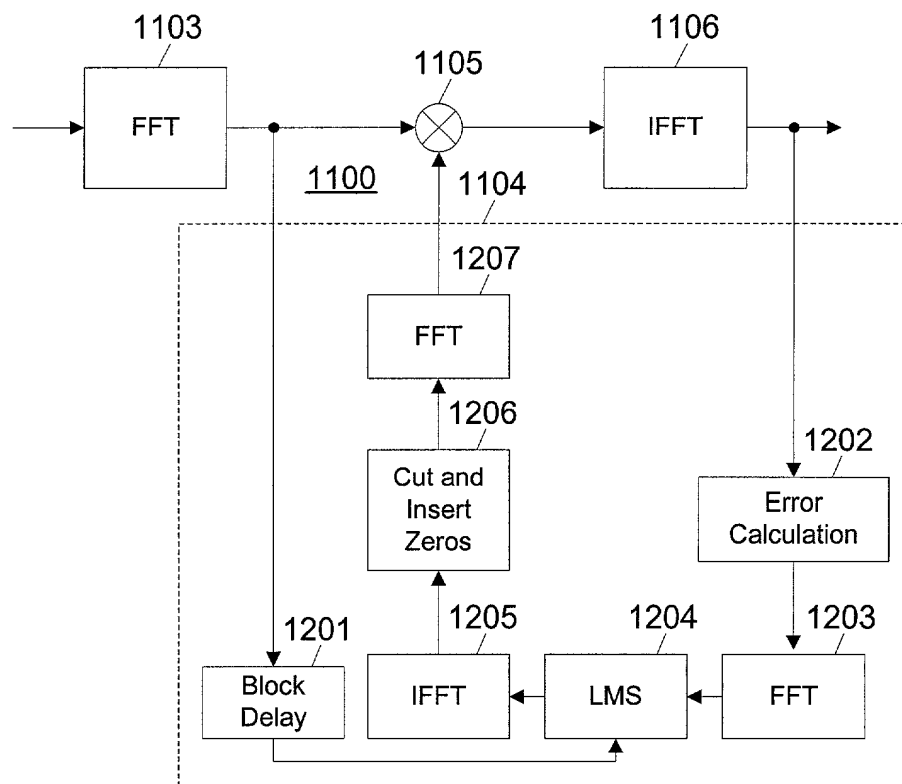 1103
1105
1106
FFT
IFFT
1100
1104
1207
FFT
1206
Cut and
Insert
Zeros
1202
Error
Calculation
1201
Block
Delay
1205
IFFT
1204
LMS
1203
FFT